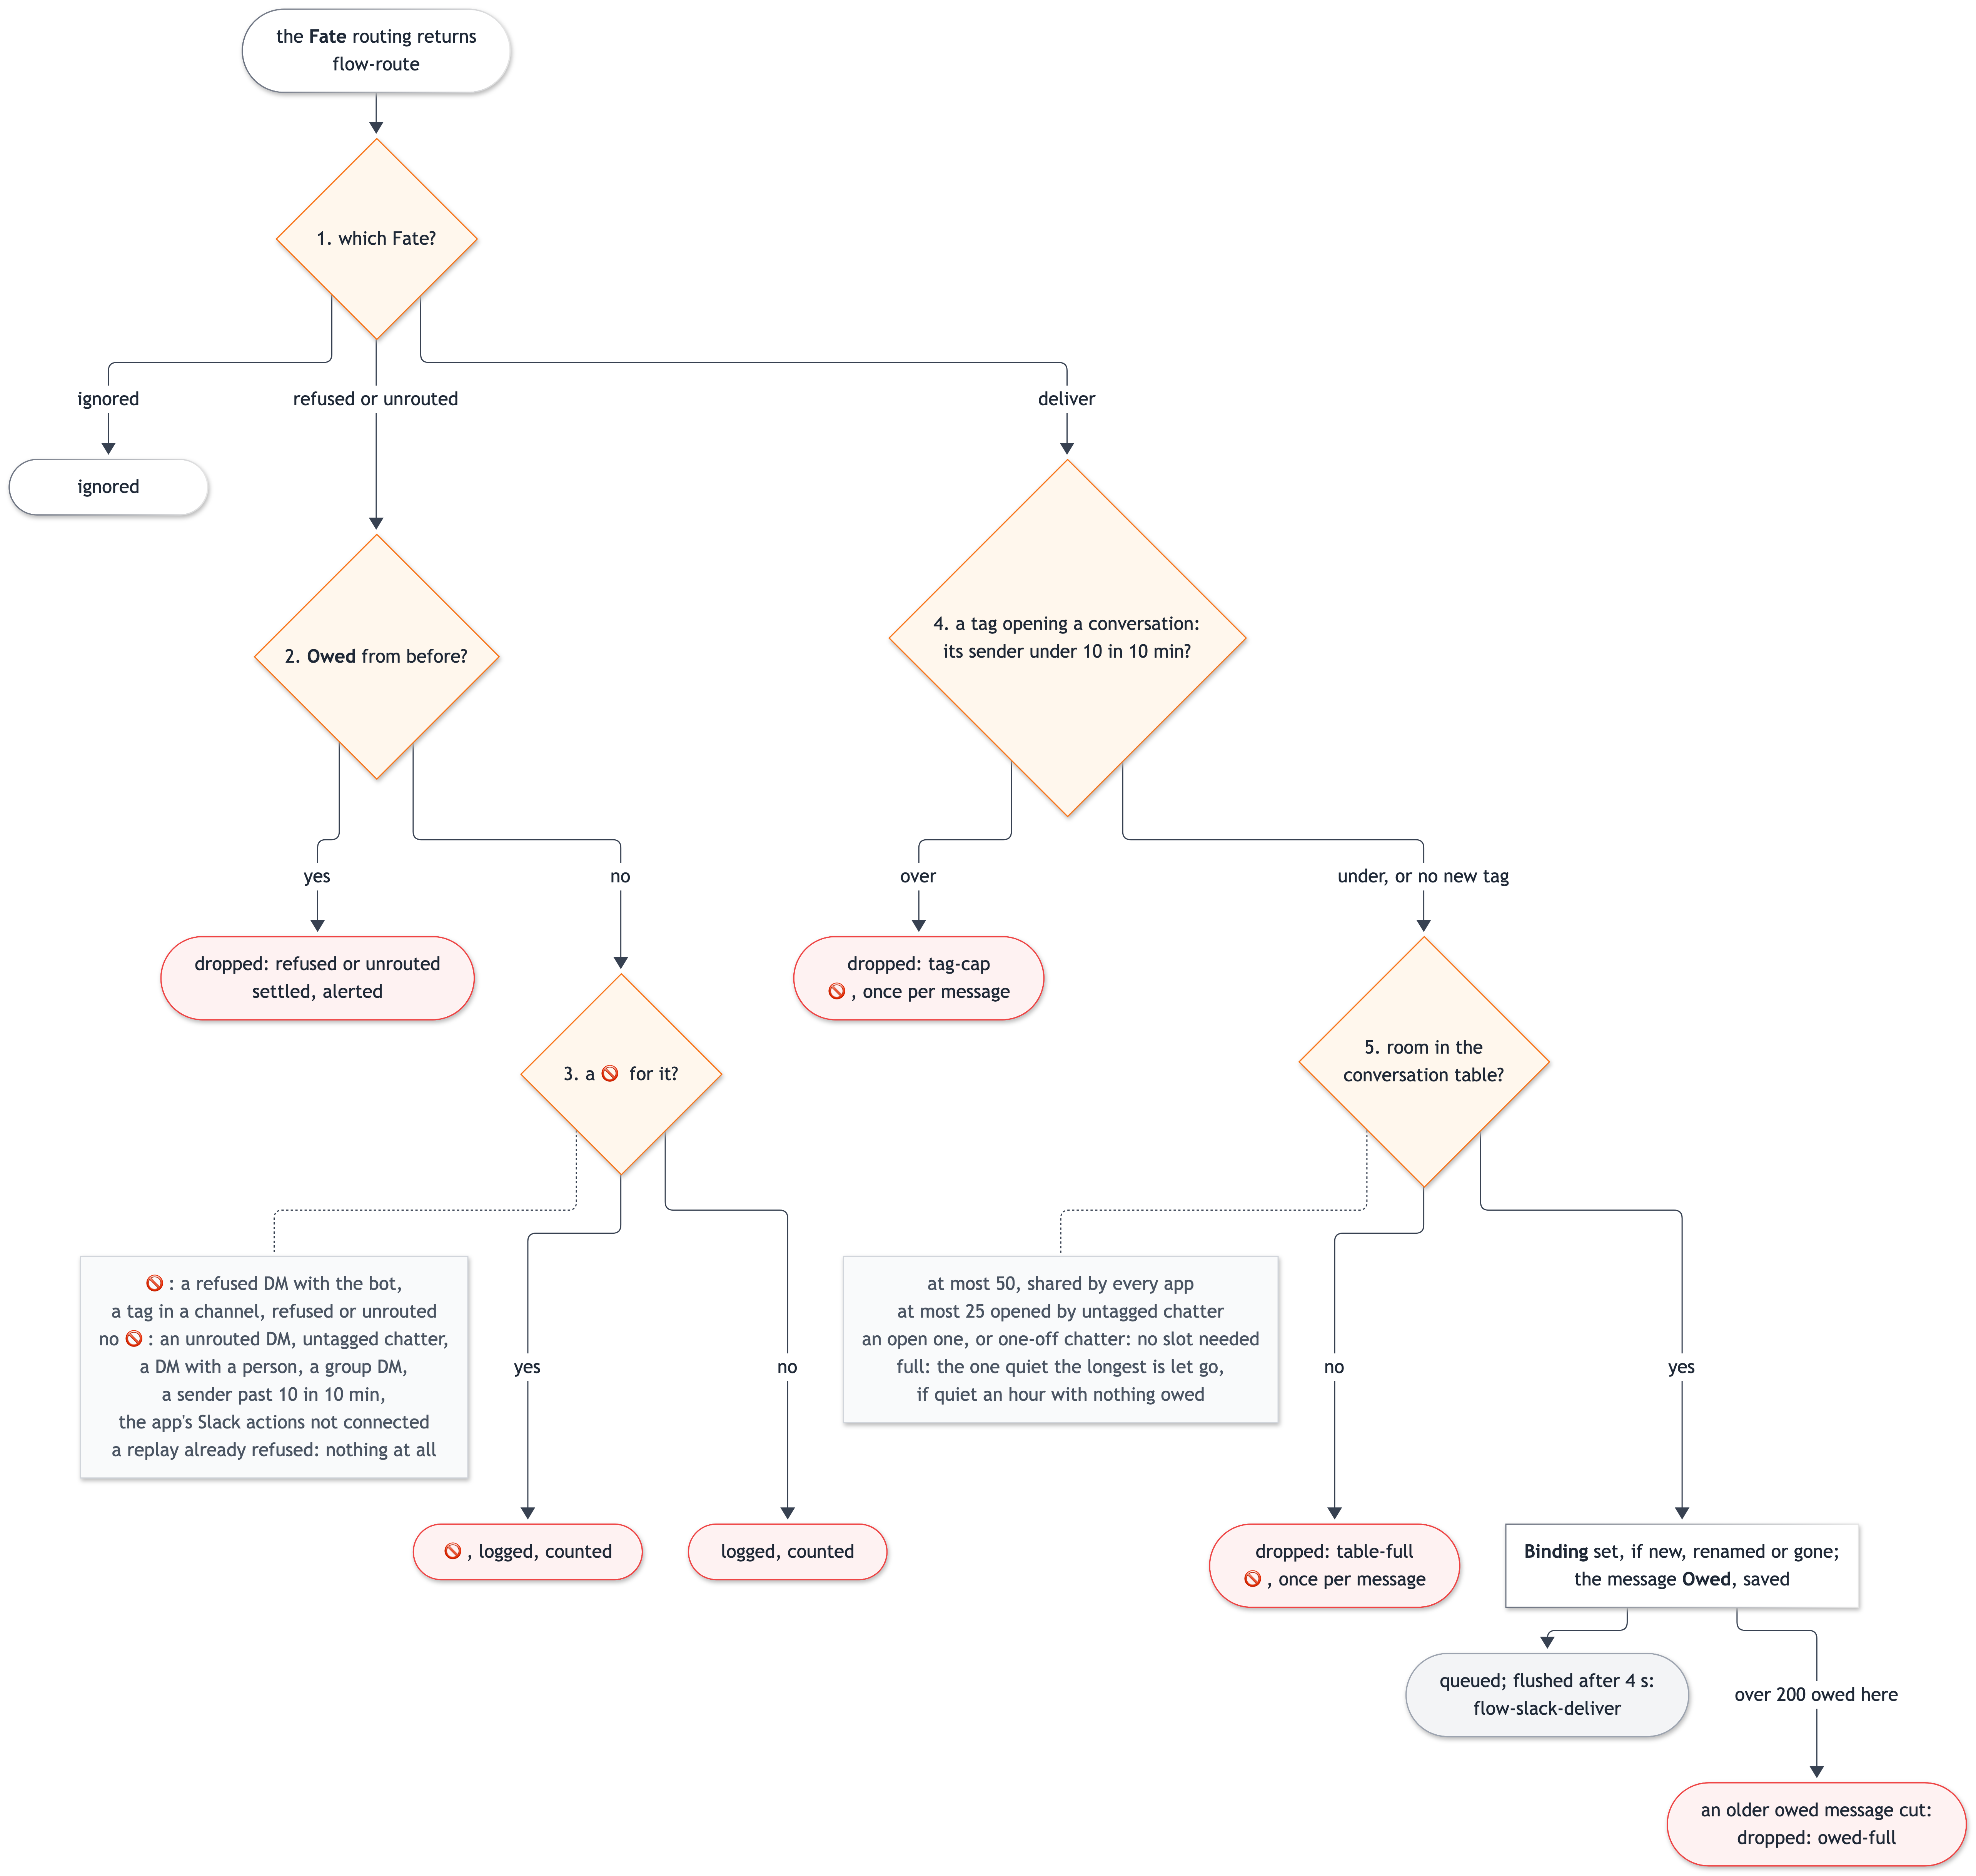 the Fate routing returns
flow-route
1. which Fate?
ignored
refused or unrouted
deliver
ignored
2. Owed from before?
4. a tag opening a conversation:
its sender under 10 in 10 min?
yes
no
over
under, or no new tag
dropped: refused or unrouted
settled, alerted
dropped: tag-cap
🚫 , once per message
3. a 🚫 for it?
5. room in the
conversation table?
🚫 : a refused DM with the bot,
a tag in a channel, refused or unrouted
no 🚫 : an unrouted DM, untagged chatter,
a DM with a person, a group DM,
a sender past 10 in 10 min,
the app's Slack actions not connected
a replay already refused: nothing at all
yes
no
at most 50, shared by every app
at most 25 opened by untagged chatter
an open one, or one-off chatter: no slot needed
full: the one quiet the longest is let go,
if quiet an hour with nothing owed
no
yes
🚫 , logged, counted
logged, counted
dropped: table-full
🚫 , once per message
Binding set, if new, renamed or gone;
the message Owed, saved
queued; flushed after 4 s:
flow-slack-deliver
over 200 owed here
an older owed message cut:
dropped: owed-full